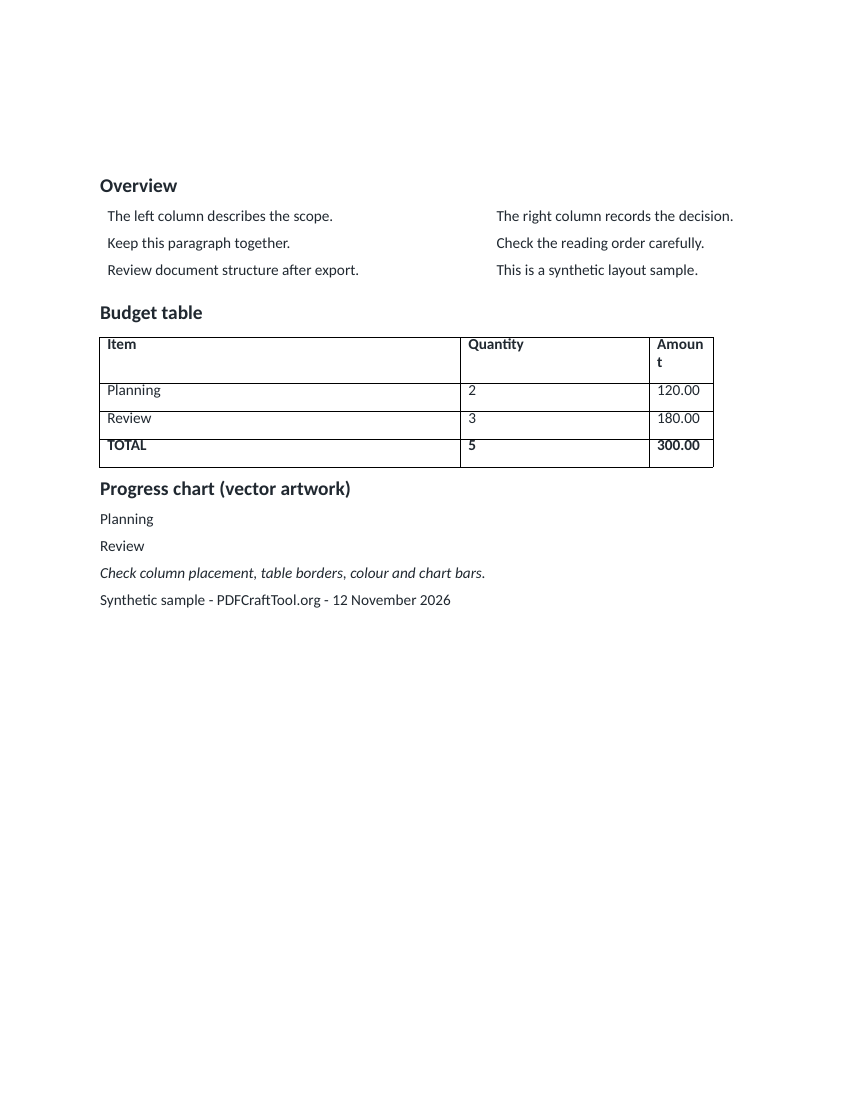 Overview
The left column describes the scope.
Keep this paragraph together.
Review document structure after export.
The right column records the decision.
Check the reading order carefully.
This is a synthetic layout sample.
Budget table
Item Quantity Amoun
t
Planning 2 120.00
Review 3 180.00
TOTAL 5 300.00
Progress chart (vector artwork)
Planning
Review
Check column placement, table borders, colour and chart bars.
Synthetic sample - PDFCraftTool.org - 12 November 2026